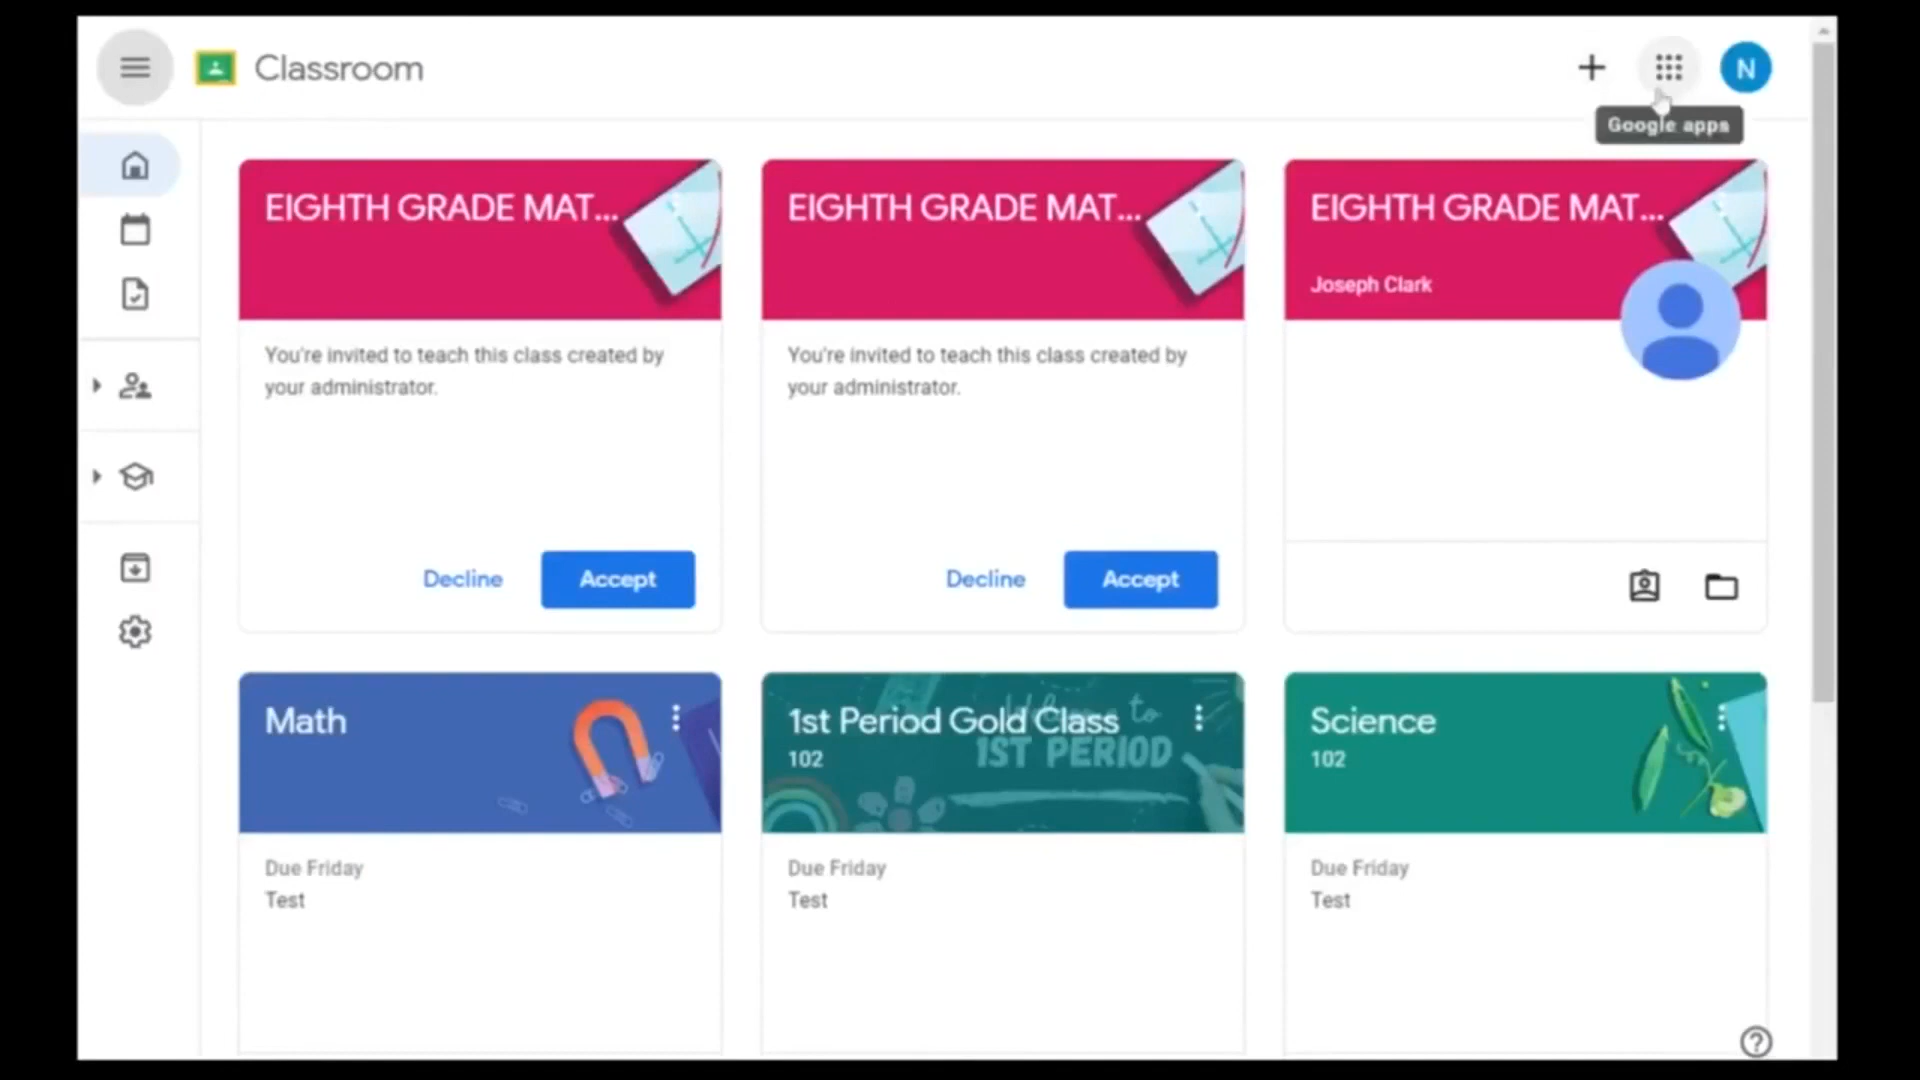 Classroom
N
Google apps
EIGHTH GRADE MAT...
EIGHTH GRADE MAT...
EIGHTH GRADE MAT...
Joseph Clark
You're invited to teach this class created by
your administrator.
You're invited to teach this class created by
your administrator.
Decline
Accept
Decline
Accept
Math
1st Period Gold Class
102
Welcome to
1ST PERIOD
Science
102
Due Friday
Test
Due Friday
Test
Due Friday
Test